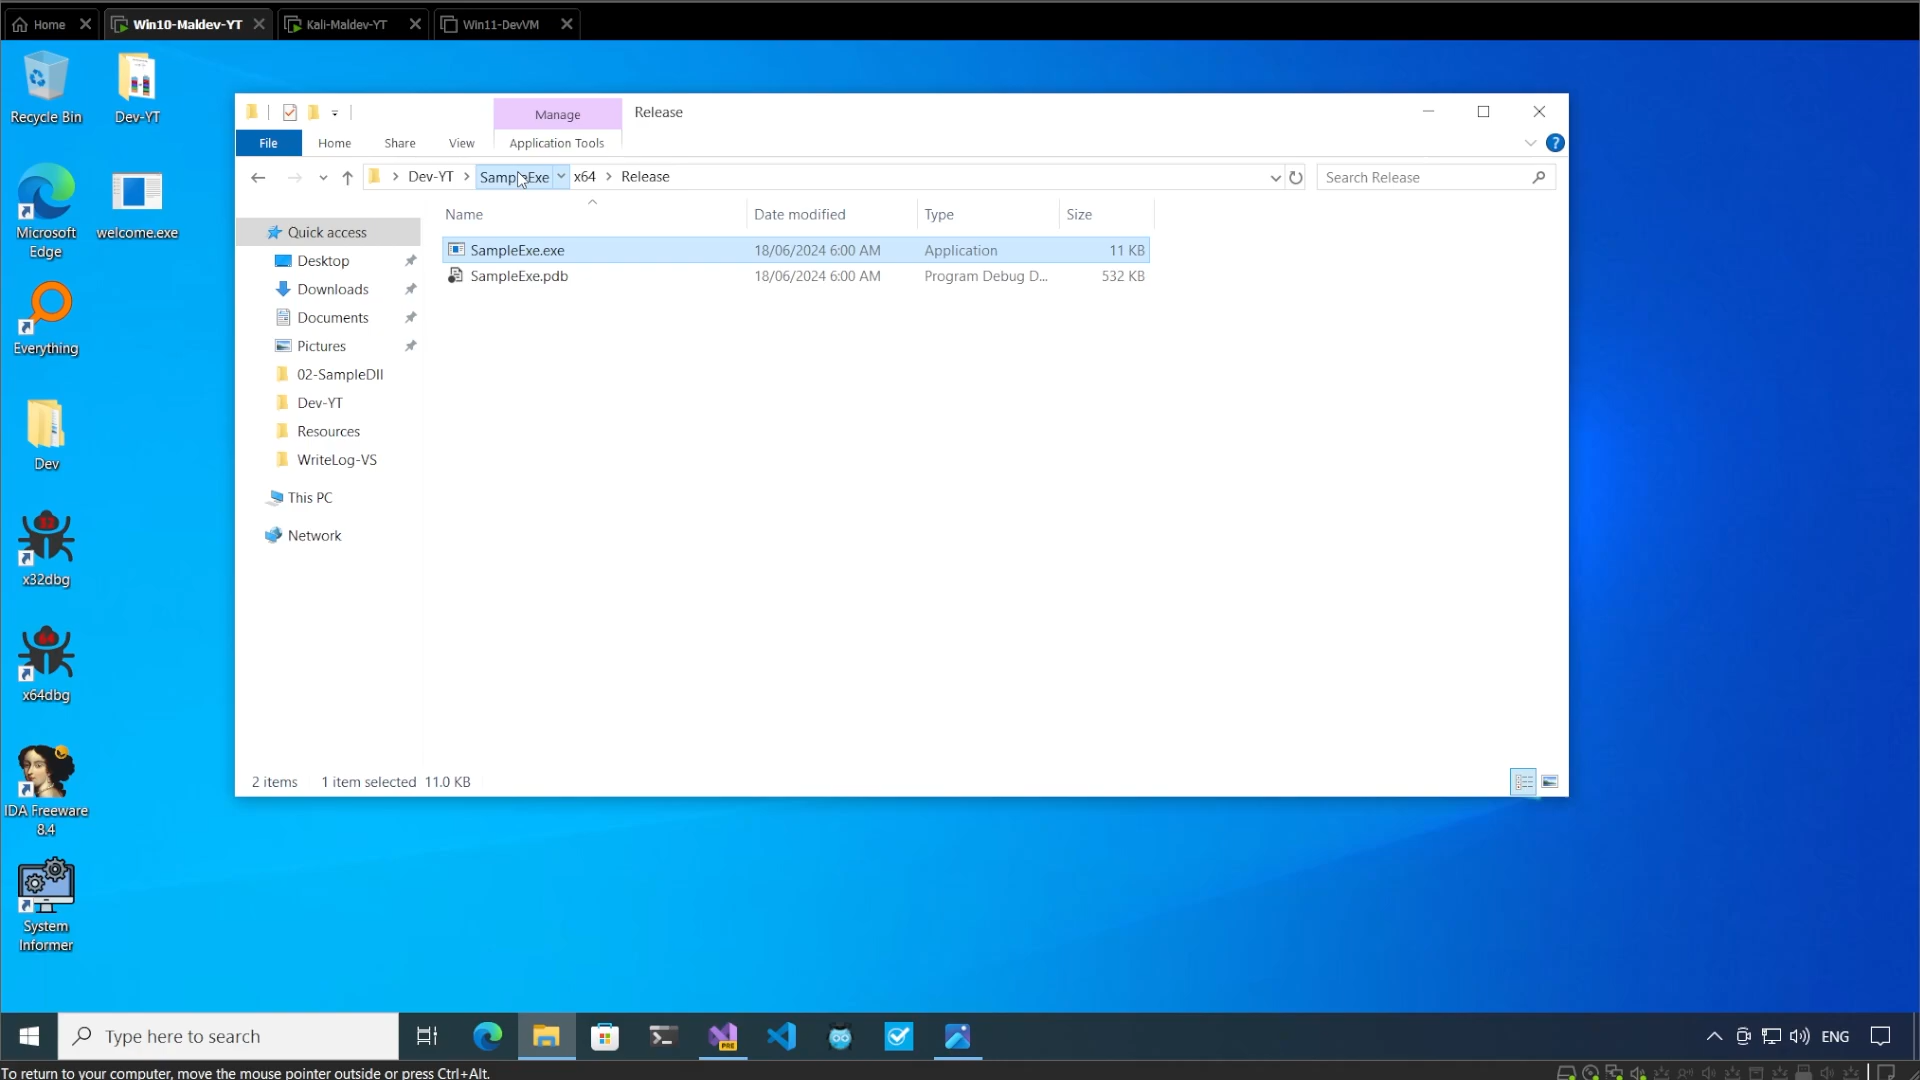 Home
Win10-Maldev-YT
Kali-Maldev-YT
Win11-DevVM
Recycle Bin
Dev-YT
Microsoft
Edge
welcome.exe
Everything
Dev
x32dbg
x64dbg
IDA Freeware
8.4
System
Informer
Manage
Release
File
Home
Share
View
Application Tools
Dev-YT
SampleExe
x64
Release
Search Release
Name
Date modified
Type
Size
SampleExe.exe
18/06/2024 6:00 AM
Application
11 KB
SampleExe.pdb
18/06/2024 6:00 AM
Program Debug D...
532 KB
Quick access
Desktop
Downloads
Documents
Pictures
02-SampleDll
Dev-YT
Resources
WriteLog-VS
This PC
Network
2 items
1 item selected 11.0 KB
Type here to search
PRE
ENG
To return to your computer, move the mouse pointer outside or press Ctrl+Alt.